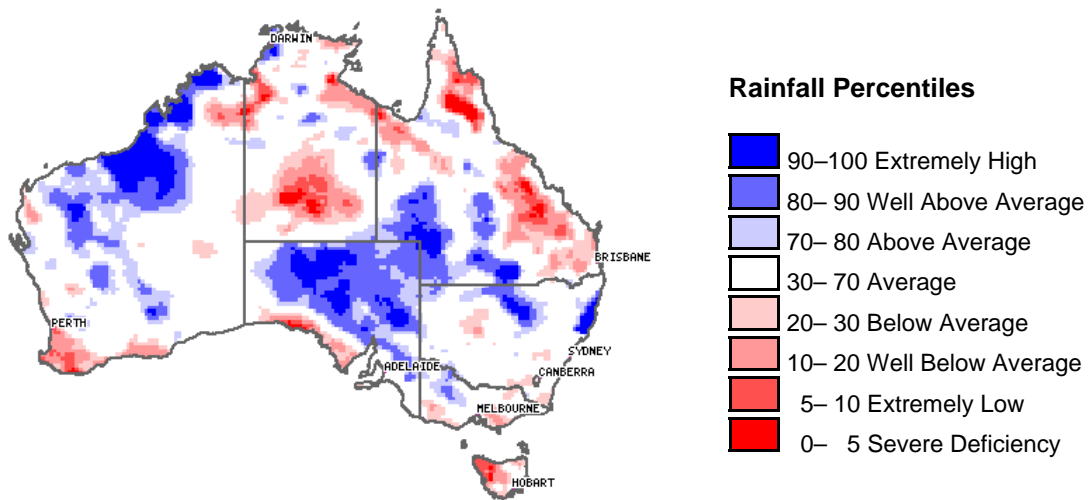 DARWIN
BRISBANE
PERTH
SYDNEY
ADELAIDE
CANBERRA
MELBOURNE
HOBART
Rainfall Percentiles
90–100 Extremely High
80– 90 Well Above Average
70– 80 Above Average
30– 70 Average
20– 30 Below Average
10– 20 Well Below Average
5– 10 Extremely Low
0– 5 Severe Deficiency